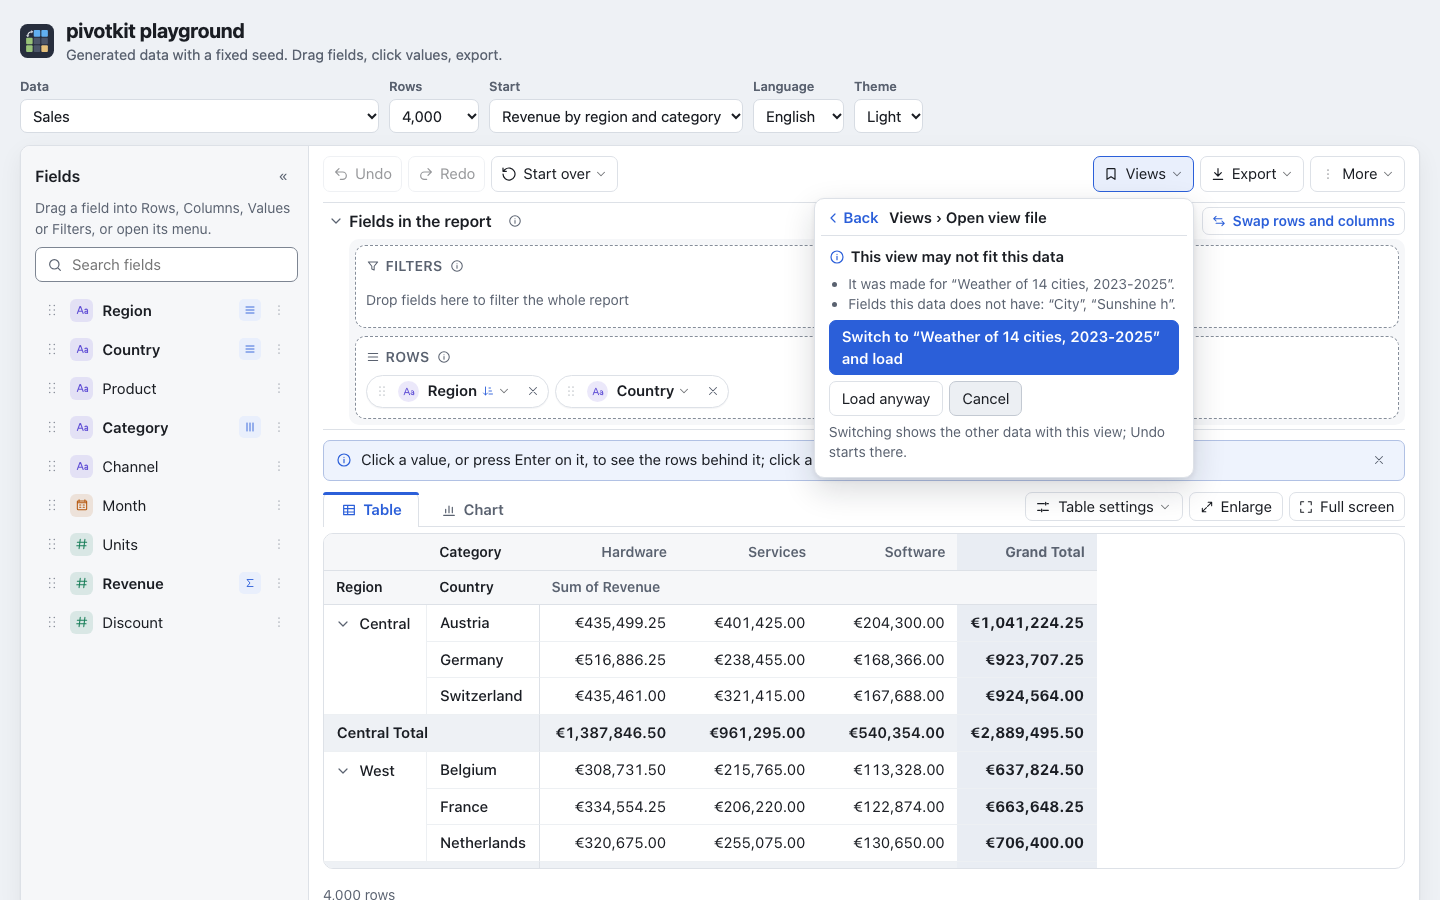 pivotkit playground
Generated data with a fixed seed. Drag fields, click values, export.
Data Rows Start Language Theme
Sales 4,000 Revenue by region and category English Light
Fields «
Drag a field into Rows, Columns, Values
or Filters, or open its menu.
Search fields
Aa Region
Aa Country
Aa Product
Aa Category
Aa Channel
Month
# Units
# Revenue Σ
# Discount
Undo Redo Start over Views Export More
Fields in the report Swap rows and columns
FILTERS
Drop fields here to filter the whole report
ROWS
Aa Region Aa Country
Back Views › Open view file
This view may not fit this data
• It was made for “Weather of 14 cities, 2023-2025”.
• Fields this data does not have: “City”, “Sunshine h”.
Switch to “Weather of 14 cities, 2023-2025”
and load
Load anyway Cancel
Switching shows the other data with this view; Undo
starts there.
Click a value, or press Enter on it, to see the rows behind it; click a
Table Chart Table settings Enlarge Full screen
Category Hardware Services Software Grand Total
Region Country Sum of Revenue
Central Austria €435,499.25 €401,425.00 €204,300.00 €1,041,224.25
Germany €516,886.25 €238,455.00 €168,366.00 €923,707.25
Switzerland €435,461.00 €321,415.00 €167,688.00 €924,564.00
Central Total €1,387,846.50 €961,295.00 €540,354.00 €2,889,495.50
West Belgium €308,731.50 €215,765.00 €113,328.00 €637,824.50
France €334,554.25 €206,220.00 €122,874.00 €663,648.25
Netherlands €320,675.00 €255,075.00 €130,650.00 €706,400.00
4,000 rows